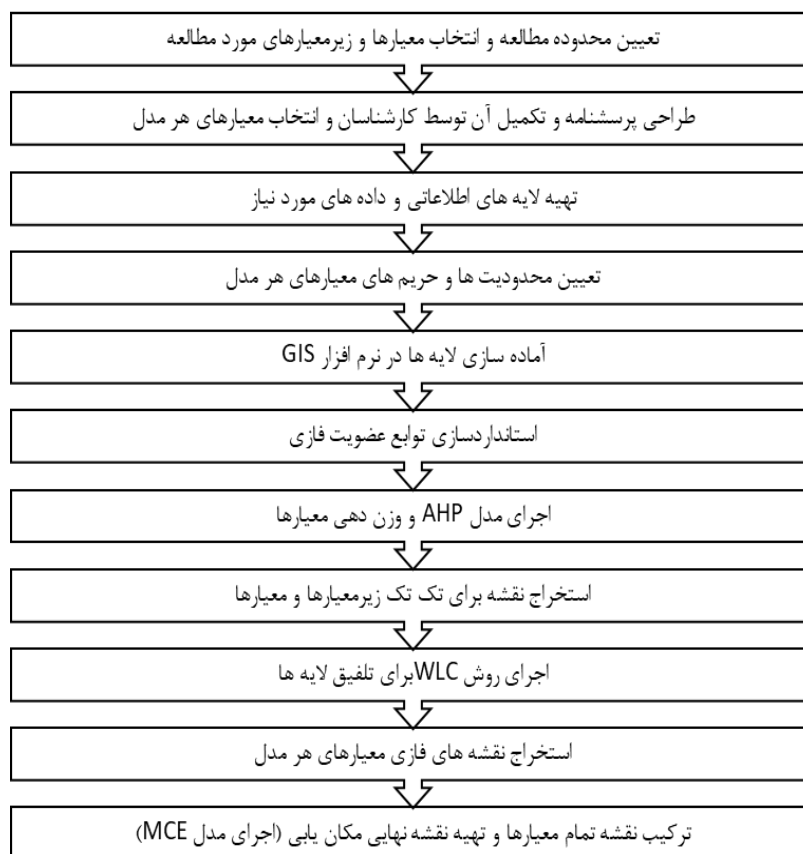 تعیین محدوده مطالعه و انتخاب معیارها و زیرمعیارهای مورد مطالعه
طراحی پرسشنامه و تکمیل آن توسط کارشناسان و انتخاب معیارهای هر مدل
تهیه لایه های اطلاعاتی و داده های مورد نیاز
تعیین محدودیت ها و حریم های معیارهای هر مدل
آماده سازی لایه ها در نرم افزار GIS
استانداردسازی توابع عضویت فازی
اجرای مدل AHP و وزن دهی معیارها
استخراج نقشه برای تک تک زیرمعیارها و معیارها
اجرای روش WLCبرای تلفیق لایه ها
استخراج نقشه های فازی معیارهای هر مدل
ترکیب نقشه تمام معیارها و تهیه نقشه نهایی مکان یابی (اجرای مدل MCE)